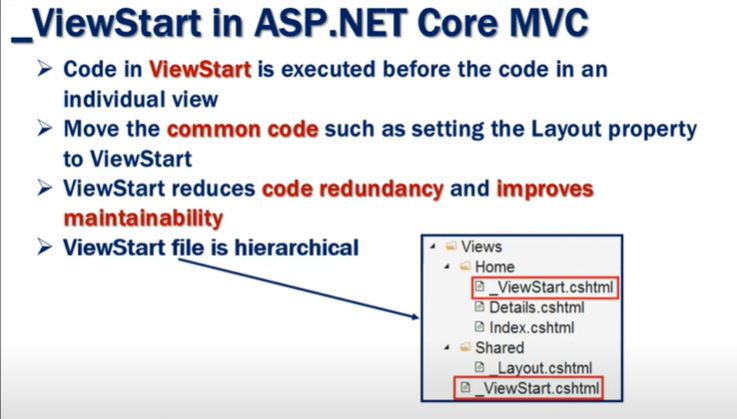 _ViewStart in ASP.NET Core MVC
Code in ViewStart is executed before the code in an
individual view
Move the common code such as setting the Layout property
to ViewStart
ViewStart reduces code redundancy and improves
maintainability
ViewStart file is hierarchical
Views
Home
_ViewStart.cshtml
Details.cshtml
Index.cshtml
Shared
_Layout.cshtml
_ViewStart.cshtml